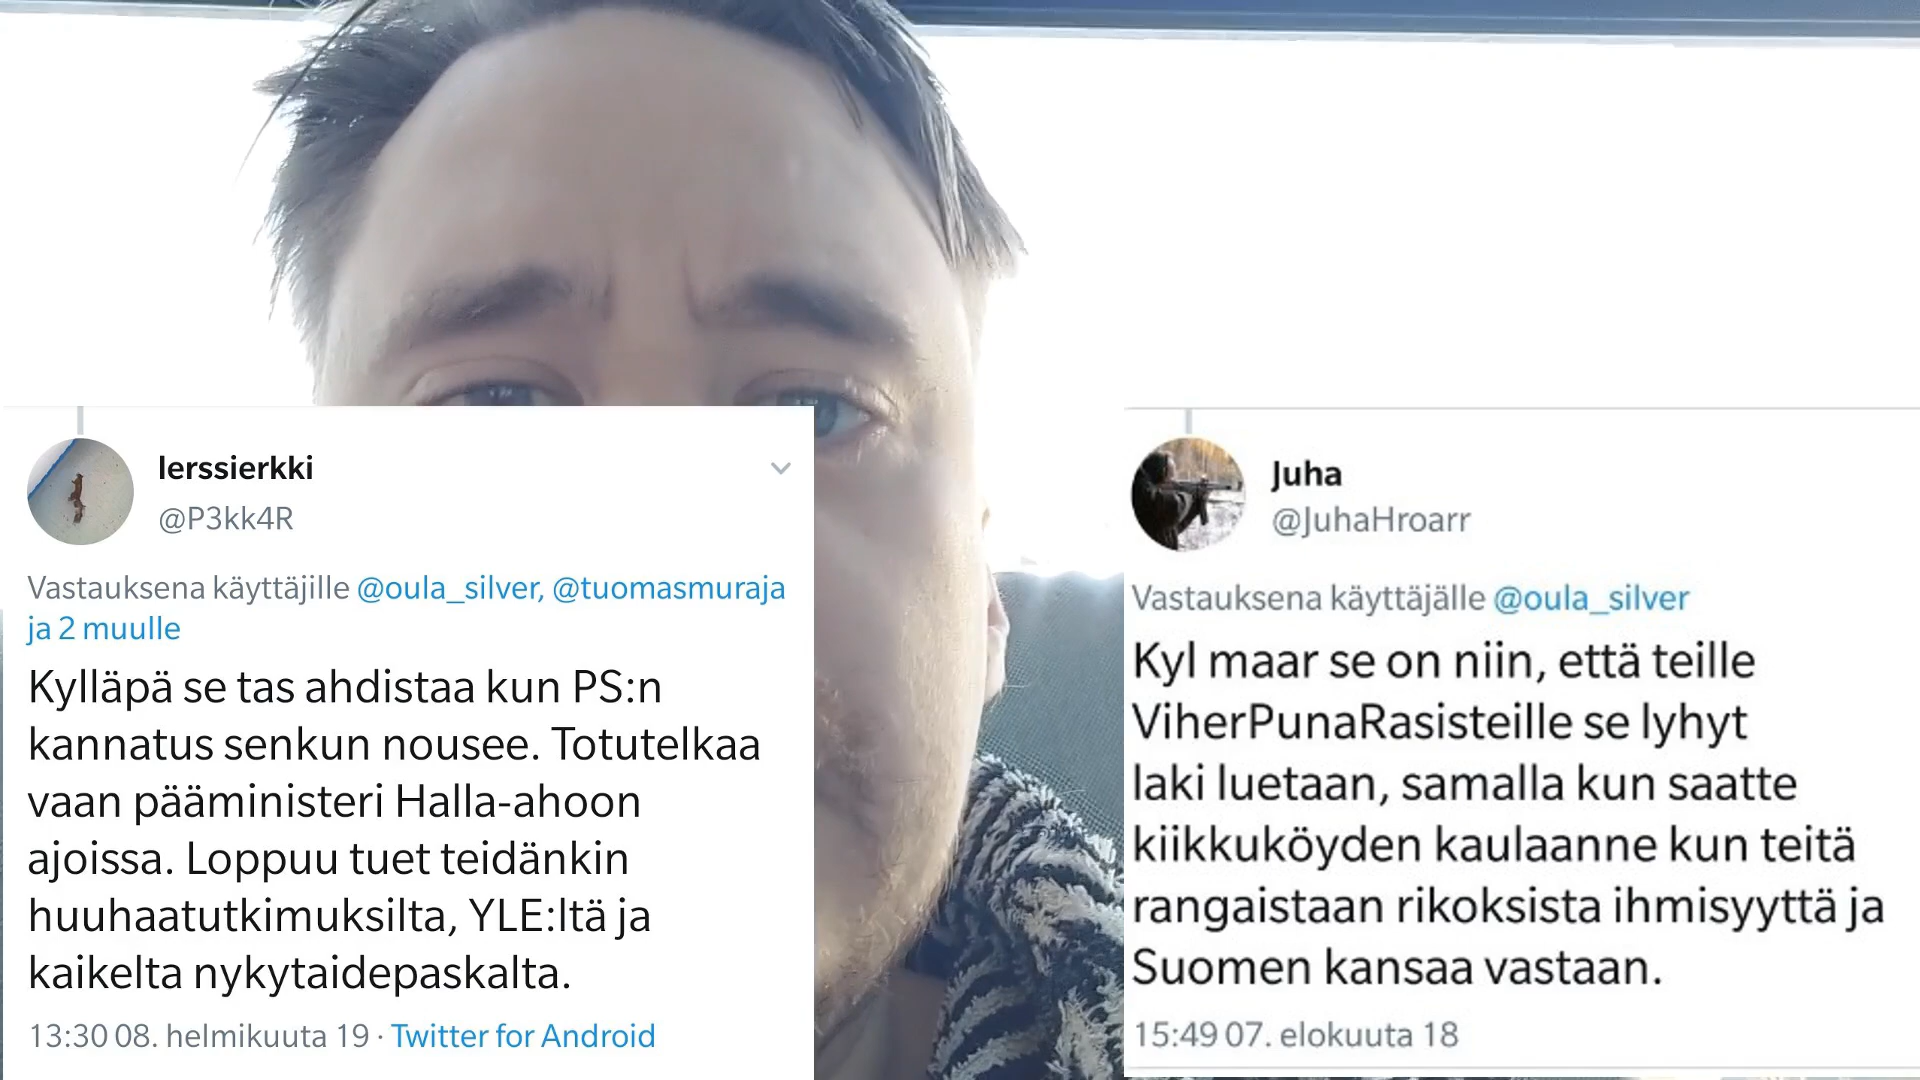 lerssierkki
@P3kk4R
Vastauksena käyttäjille @oula_silver, @tuomasmuraja
ja 2 muulle
Kylläpä se tas ahdistaa kun PS:n
kannatus senkun nousee. Totutelkaa
vaan pääministeri Halla-ahoon
ajoissa. Loppuu tuet teidänkin
huuhaatutkimuksilta, YLE:ltä ja
kaikelta nykytaidepaskalta.
13:30 08. helmikuuta 19 · Twitter for Android
Juha
@JuhaHroarr
Vastauksena käyttäjälle @oula_silver
Kyl maar se on niin, että teille
ViherPunaRasisteille se lyhyt
laki luetaan, samalla kun saatte
kiikkuköyden kaulaanne kun teitä
rangaistaan rikoksista ihmisyyttä ja
Suomen kansaa vastaan.
15:49 07. elokuuta 18